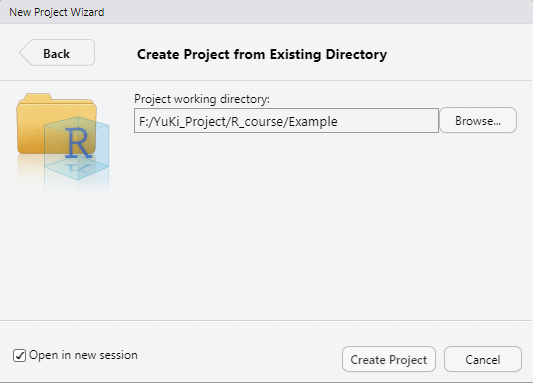 New Project Wizard
Back
Create Project from Existing Directory
R
Project working directory:
F:/YuKi_Project/R_course/Example
Browse...
Open in new session
Create Project
Cancel